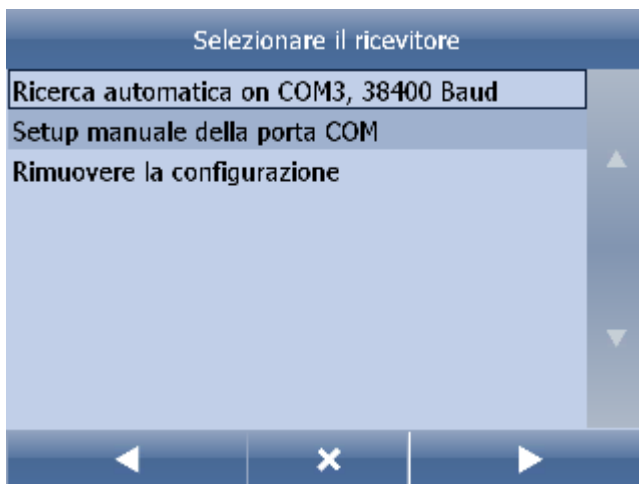 Selezionare il ricevitore
Ricerca automatica on COM3, 38400 Baud
Setup manuale della porta COM
Rimuovere la configurazione